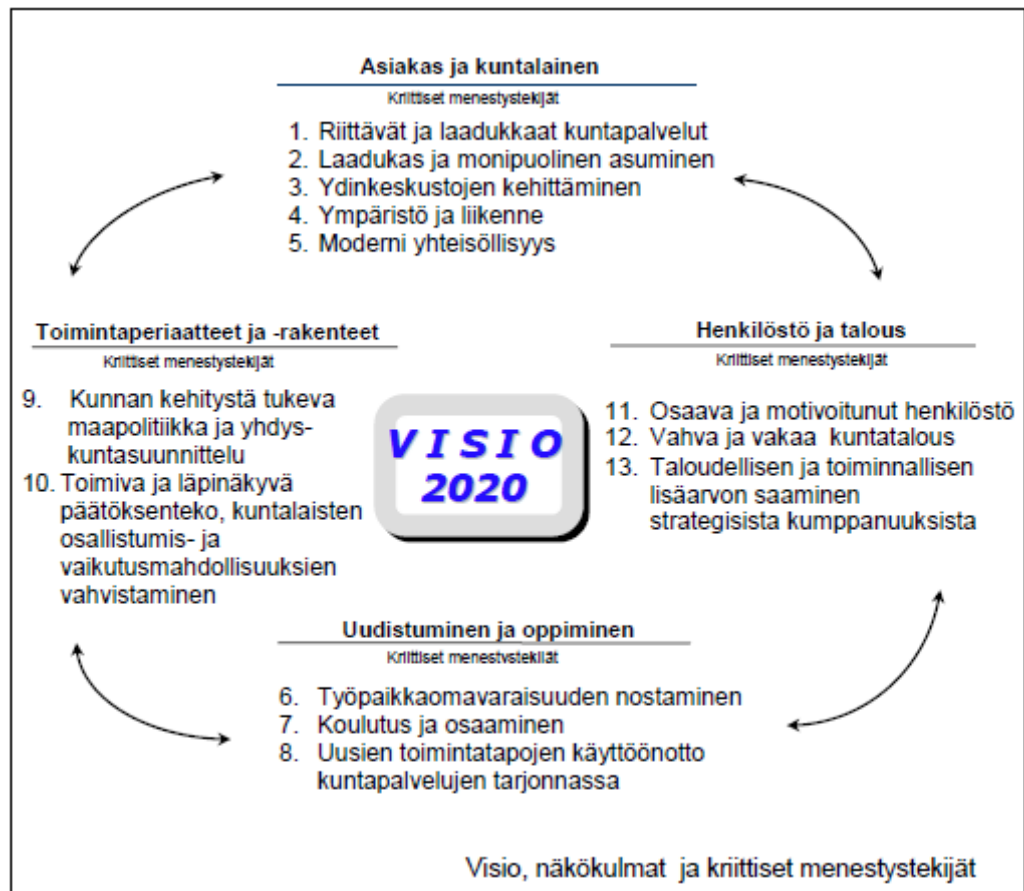 Asiakas ja kuntalainen
Kriittiset menestystekijät
1. Riittävät ja laadukkaat kuntapalvelut
2. Laadukas ja monipuolinen asuminen
3. Ydinkeskustojen kehittäminen
4. Ympäristö ja liikenne
5. Moderni yhteisöllisyys
Toimintaperiaatteet ja -rakenteet
Kriittiset menestystekijät
9. Kunnan kehitystä tukeva
maapolitiikka ja yhdys-
kuntasuunnittelu
10. Toimiva ja läpinäkyvä
päätöksenteko, kuntalaisten
osallistumis- ja
vaikutusmahdollisuuksien
vahvistaminen
VISIO
2020
Henkilöstö ja talous
Kriittiset menestystekijät
11. Osaava ja motivoitunut henkilöstö
12. Vahva ja vakaa kuntatalous
13. Taloudellisen ja toiminnallisen
lisäarvon saaminen
strategisista kumppanuuksista
Uudistuminen ja oppiminen
Kriittiset menestystekijät
6. Työpaikkaomavaraisuuden nostaminen
7. Koulutus ja osaaminen
8. Uusien toimintatapojen käyttöönotto
kuntapalvelujen tarjonnassa
Visio, näkökulmat ja kriittiset menestystekijät